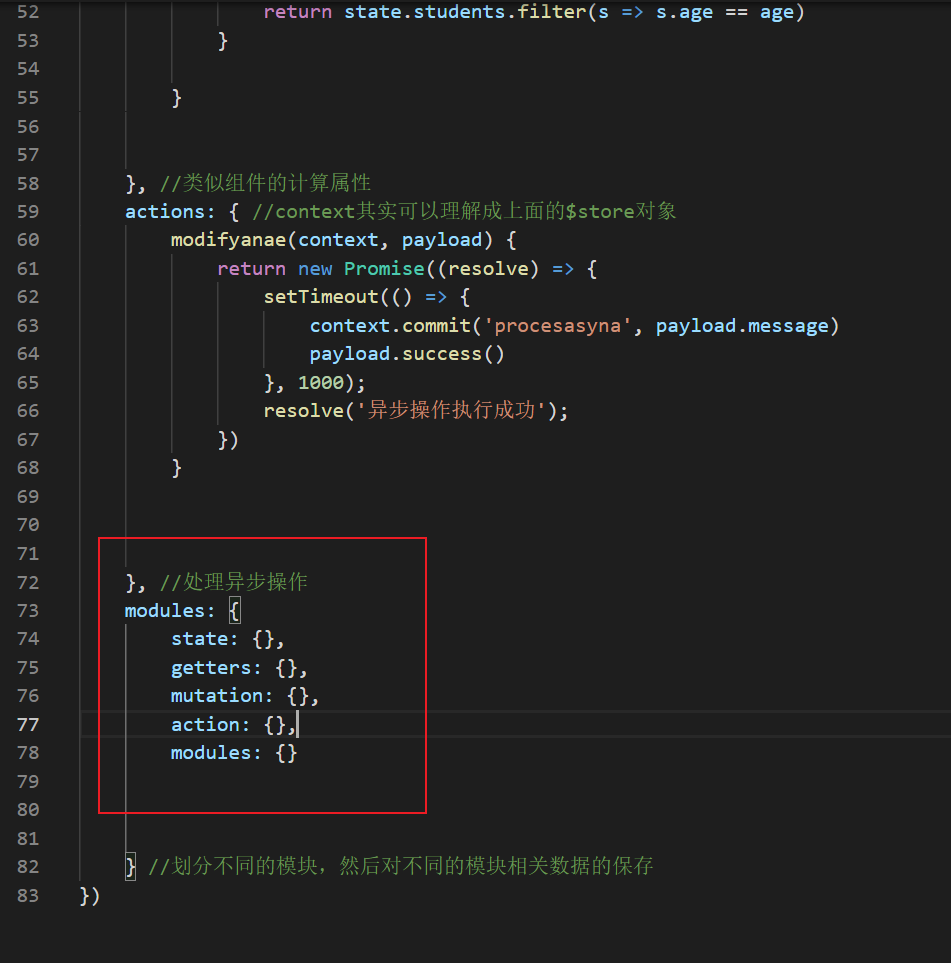 52 return state.students.filter(s => s.age == age)
53 }
54
55 }
56
57
58 }, //类似组件的计算属性
59 actions: { //context其实可以理解成上面的$store对象
60 modifyanae(context, payload) {
61 return new Promise((resolve) => {
62 setTimeout(() => {
63 context.commit('procesasyna', payload.message)
64 payload.success()
65 }, 1000);
66 resolve('异步操作执行成功');
67 })
68 }
69
70
71
72 }, //处理异步操作
73 modules: {
74 state: {},
75 getters: {},
76 mutation: {},
77 action: {},
78 modules: {}
79
80
81
82 } //划分不同的模块，然后对不同的模块相关数据的保存
83 })